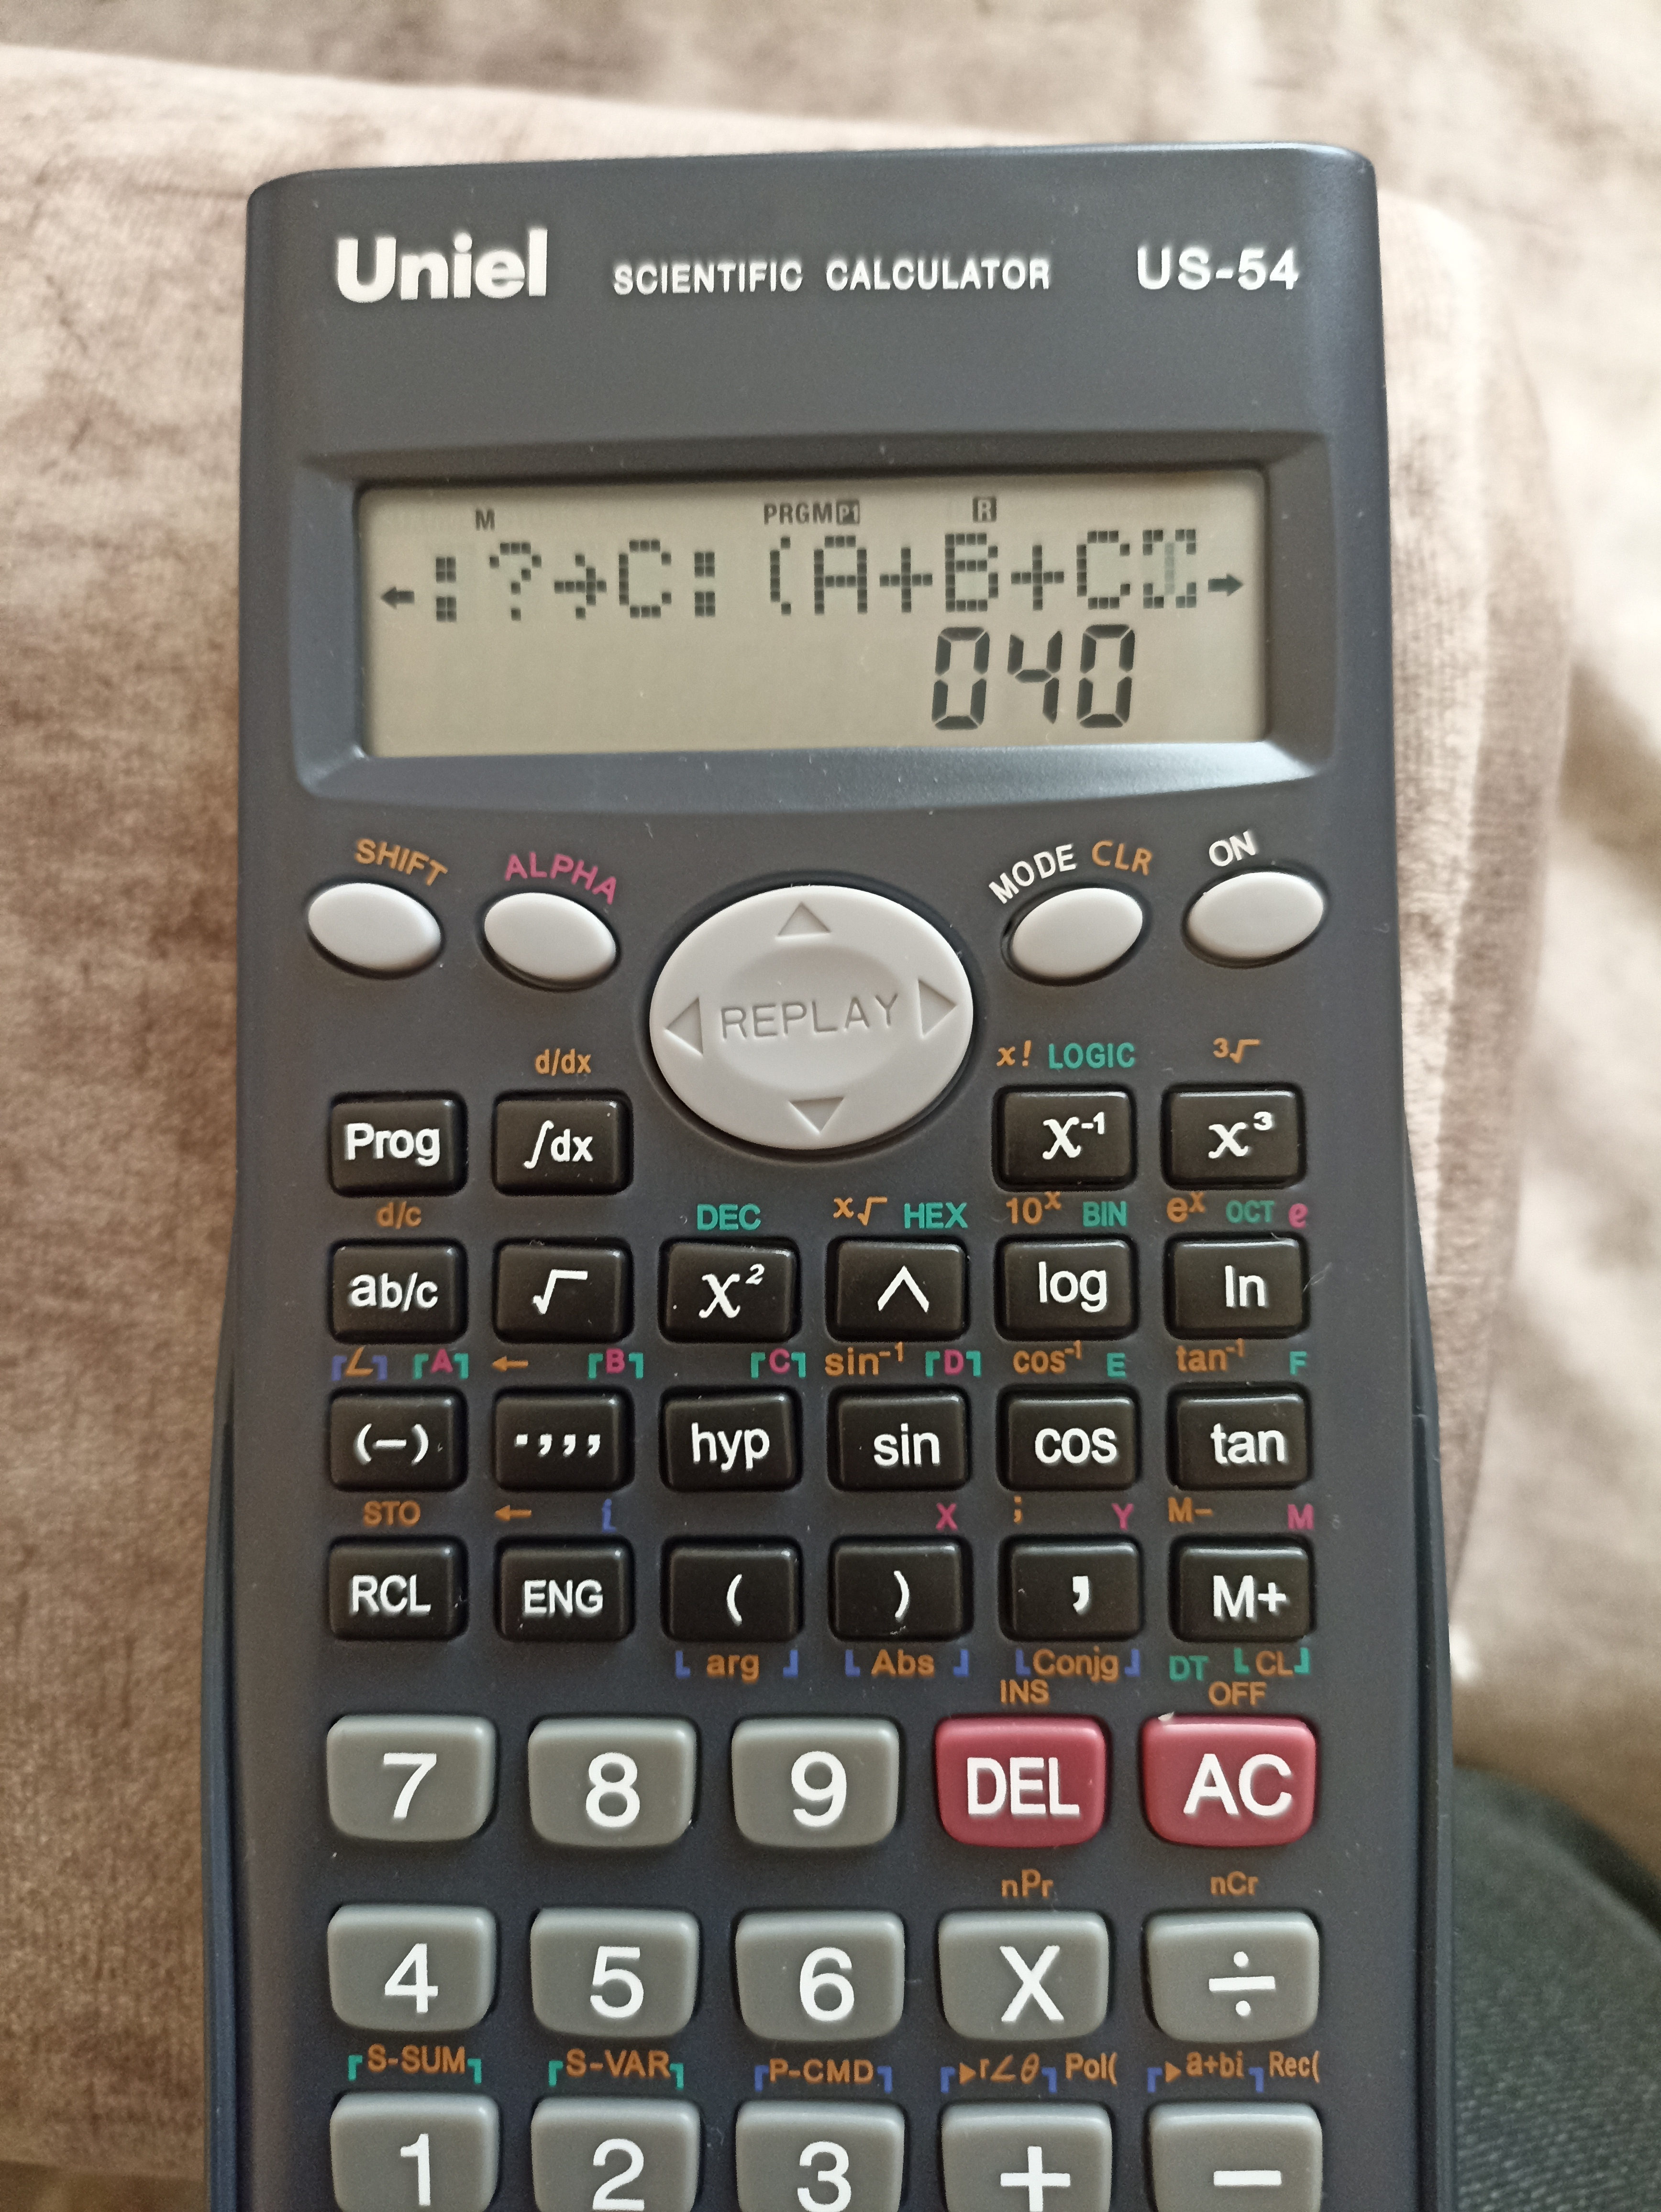 Uniel SCIENTIFIC CALCULATOR US-54
M PRGM P1 R
←:?→C:(A+B+C →
040
SHIFT ALPHA MODE CLR ON
REPLAY
d/dx x! LOGIC ³√
Prog ∫dx x⁻¹ x³
d/c DEC ˣ√ HEX 10ˣ BIN eˣ OCT e
ab/c √ x² ∧ log ln
∠ A ← B C sin⁻¹ D cos⁻¹ E tan⁻¹ F
(−) ·,,, hyp sin cos tan
STO ← i X ; Y M− M
RCL ENG ( ) , M+
arg Abs Conjg DT CL
INS OFF
7 8 9 DEL AC
nPr nCr
4 5 6 X ÷
S-SUM S-VAR P-CMD ▶r∠θ Pol( ▶a+bi Rec(
1 2 3 + −